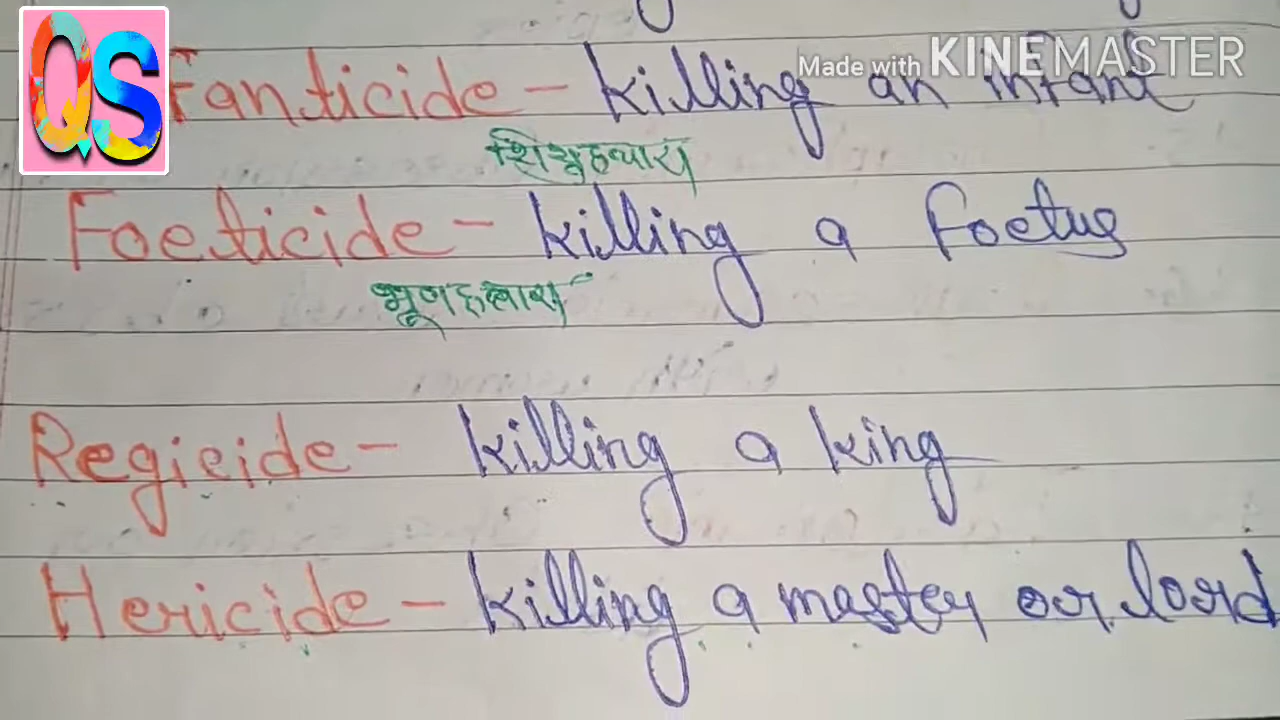 QS
Made with KINEMASTER
fanticide - killing an infant
शिशुहत्यारा
Foeticide - killing a foetus
भ्रूणहत्यारा
Regicide - killing a king
Hericide - killing a master or lord